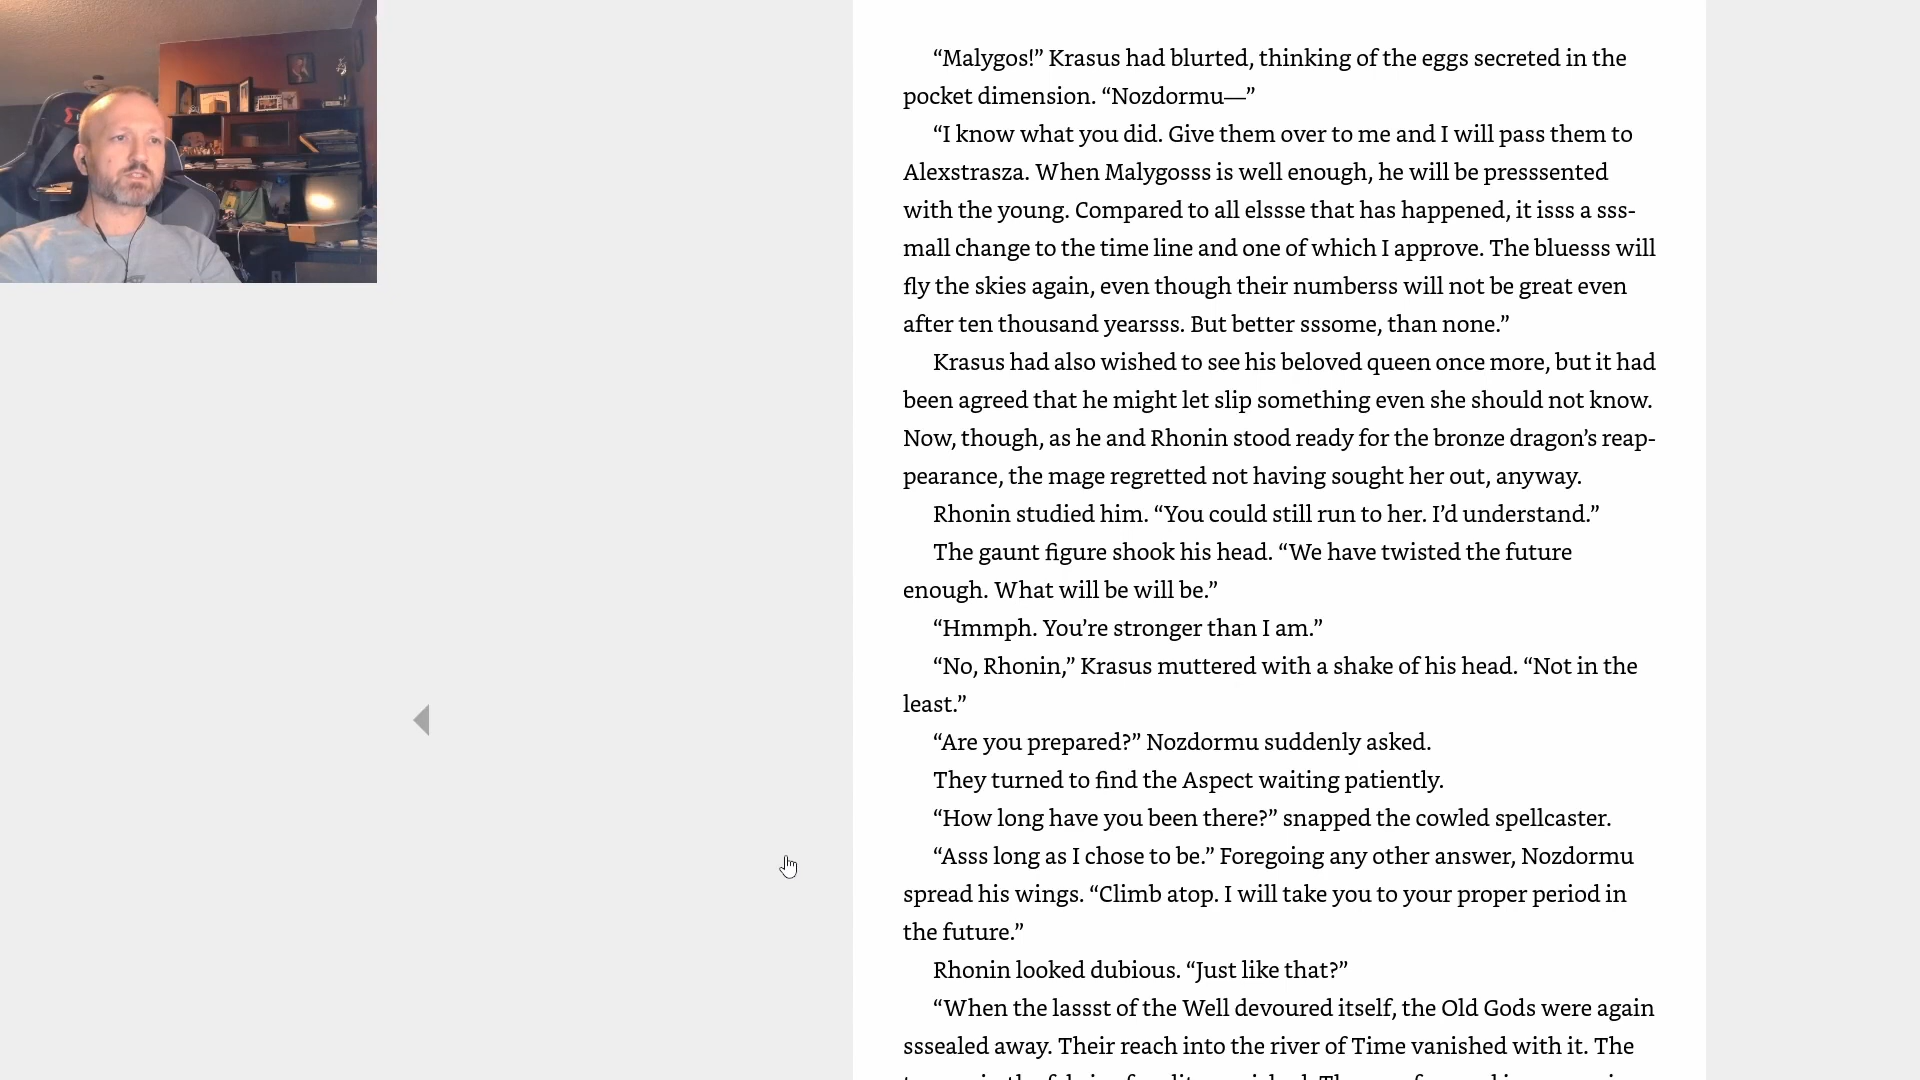 “Malygos!” Krasus had blurted, thinking of the eggs secreted in the
pocket dimension. “Nozdormu—”
“I know what you did. Give them over to me and I will pass them to
Alexstrasza. When Malygosss is well enough, he will be presssented
with the young. Compared to all elssse that has happened, it isss a sss-
mall change to the time line and one of which I approve. The bluesss will
fly the skies again, even though their numberss will not be great even
after ten thousand yearsss. But better sssome, than none.”
Krasus had also wished to see his beloved queen once more, but it had
been agreed that he might let slip something even she should not know.
Now, though, as he and Rhonin stood ready for the bronze dragon’s reap-
pearance, the mage regretted not having sought her out, anyway.
Rhonin studied him. “You could still run to her. I’d understand.”
The gaunt figure shook his head. “We have twisted the future
enough. What will be will be.”
“Hmmph. You’re stronger than I am.”
“No, Rhonin,” Krasus muttered with a shake of his head. “Not in the
least.”
“Are you prepared?” Nozdormu suddenly asked.
They turned to find the Aspect waiting patiently.
“How long have you been there?” snapped the cowled spellcaster.
“Asss long as I chose to be.” Foregoing any other answer, Nozdormu
spread his wings. “Climb atop. I will take you to your proper period in
the future.”
Rhonin looked dubious. “Just like that?”
“When the lassst of the Well devoured itself, the Old Gods were again
sssealed away. Their reach into the river of Time vanished with it. The